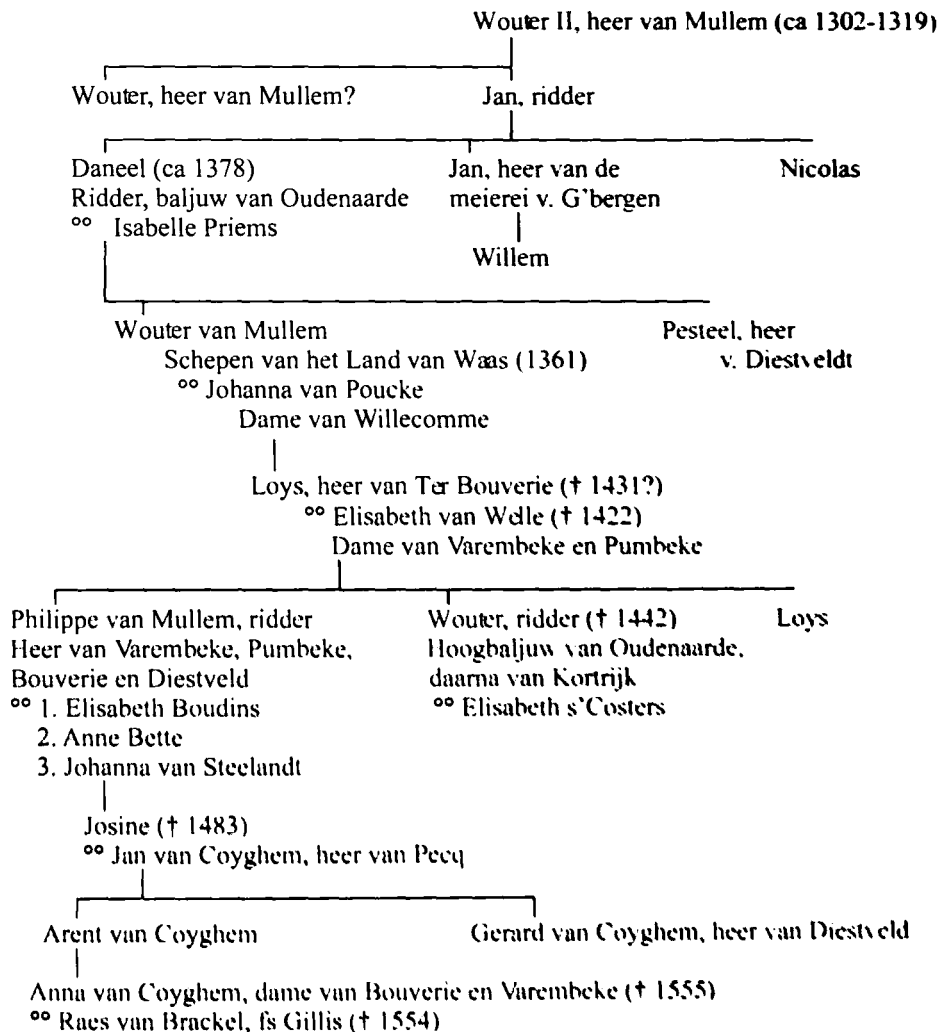 Wouter II, heer van Mullem (ca 1302-1319)
Wouter, heer van Mullem?
Jan, ridder
Daneel (ca 1378)
Ridder, baljuw van Oudenaarde
°° Isabelle Priems
Jan, heer van de
meierei v. G'bergen
Willem
Nicolas
Wouter van Mullem
Schepen van het Land van Waas (1361)
°° Johanna van Poucke
Dame van Willecomme
Pesteel, heer
v. Diestveldt
Loys, heer van Ter Bouverie († 1431?)
°° Elisabeth van Welle († 1422)
Dame van Varembeke en Pumbeke
Philippe van Mullem, ridder
Heer van Varembeke, Pumbeke,
Bouverie en Diestveld
°° 1. Elisabeth Boudins
2. Anne Bette
3. Johanna van Steelandt
Wouter, ridder († 1442)
Hoogbaljuw van Oudenaarde,
daarna van Kortrijk
°° Elisabeth s'Costers
Loys
Josine († 1483)
°° Jan van Coyghem, heer van Pecq
Arent van Coyghem
Gerard van Coyghem, heer van Diestveld
Anna van Coyghem, dame van Bouverie en Varembeke († 1555)
°° Raes van Brackel, fs Gillis († 1554)